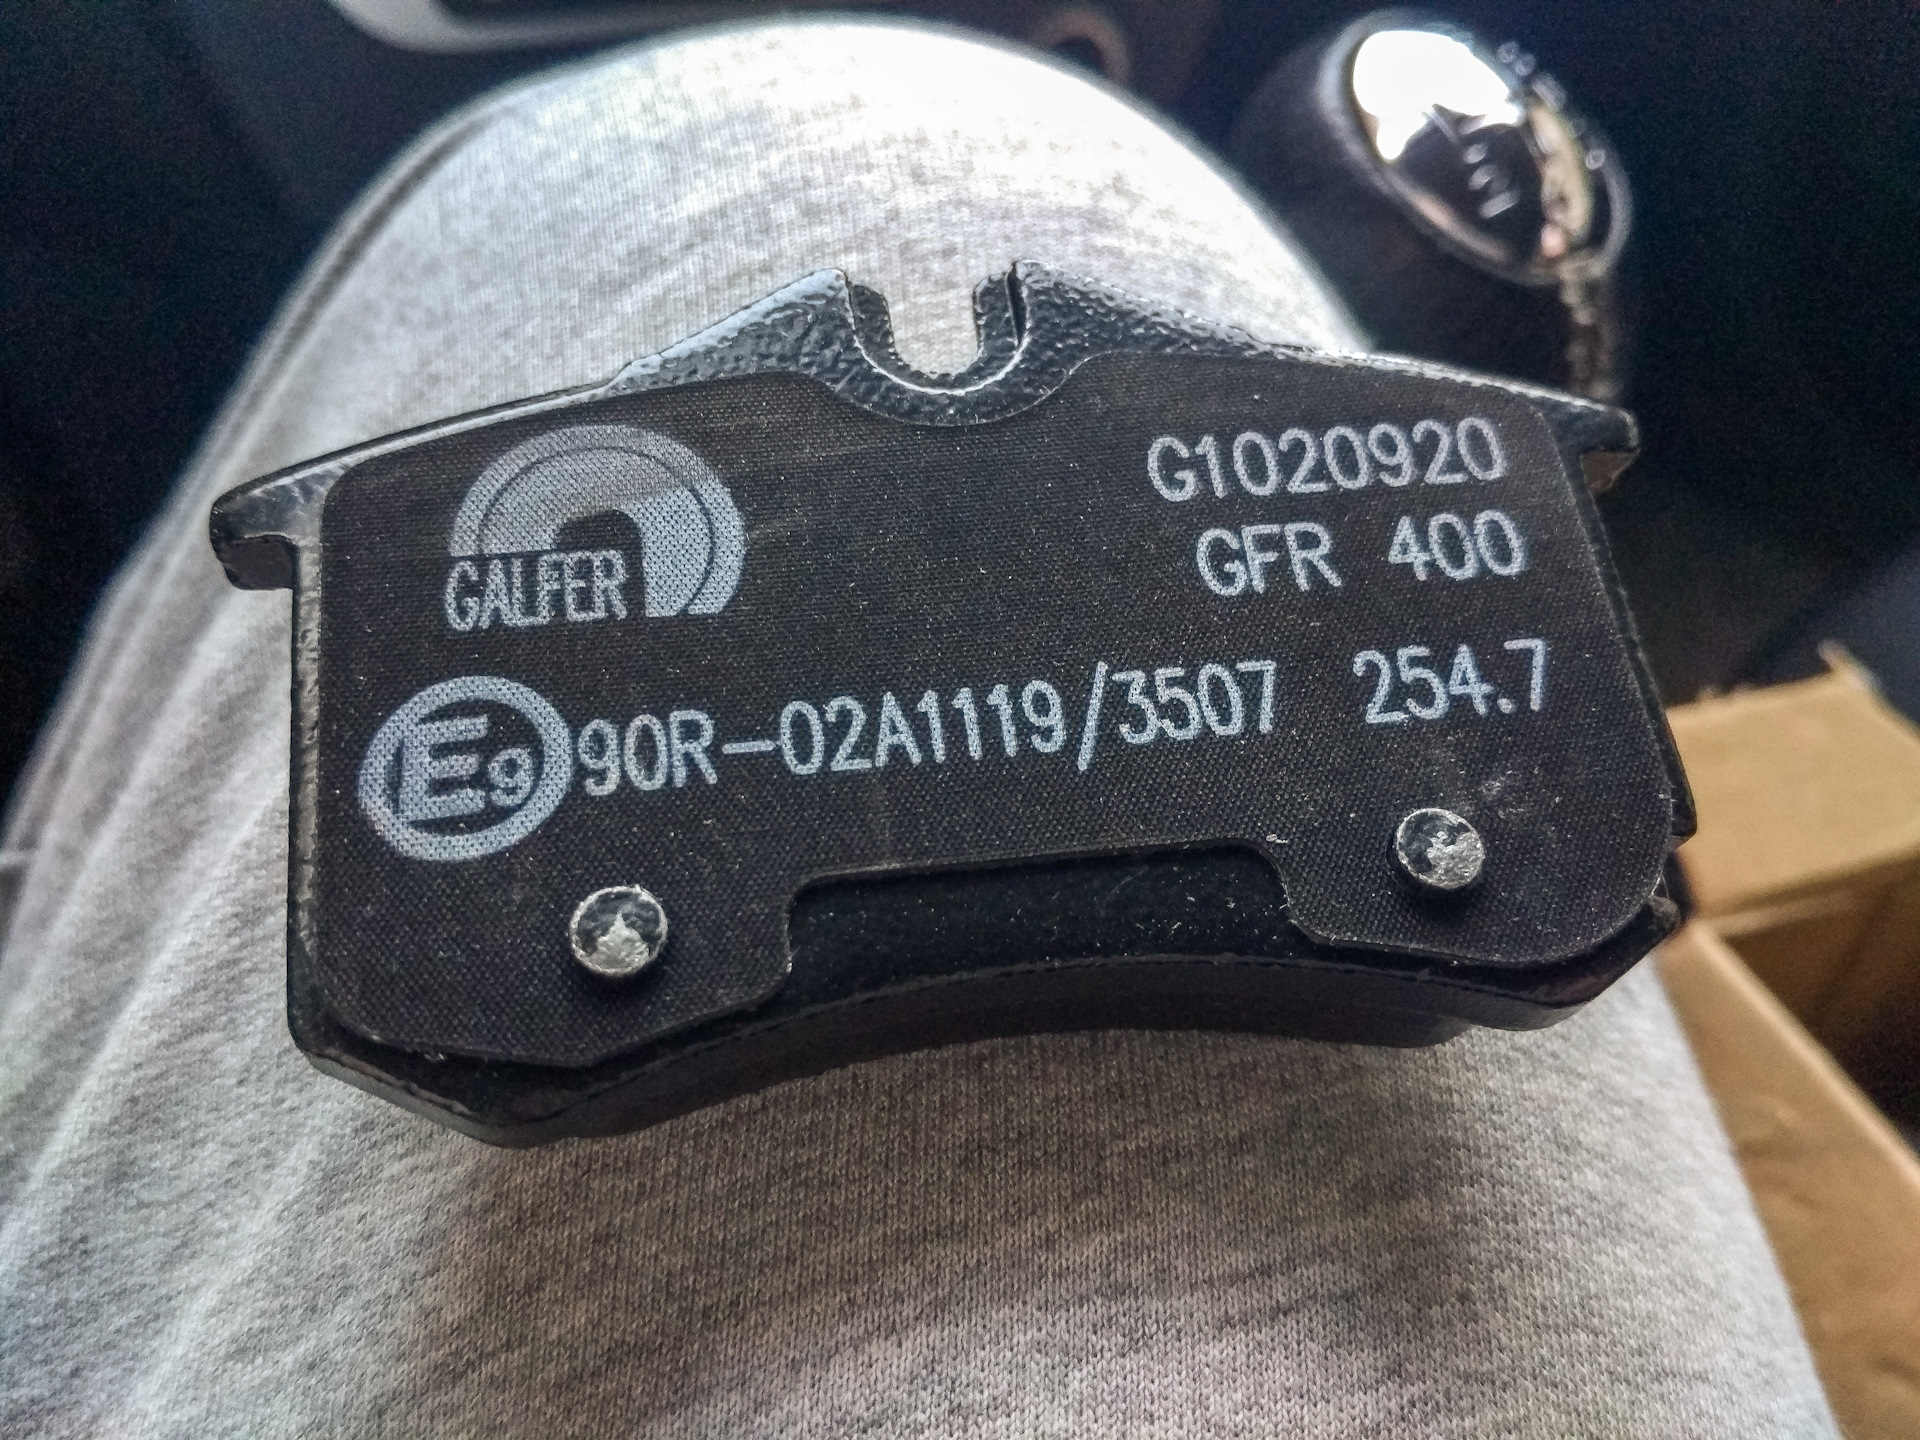 GALFER
G1020920
GFR 400
E9 90R-02A1119/3507 254.7